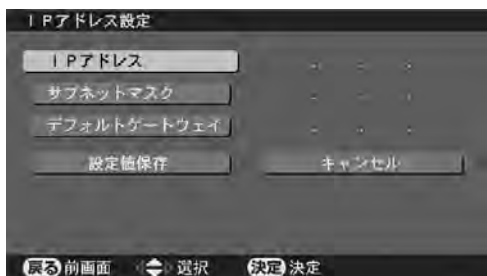 IPアドレス設定
IPアドレス . . .
サブネットマスク . . .
デフォルトゲートウェイ . . .
設定値保存 キャンセル
戻る 前画面 選択 決定 決定